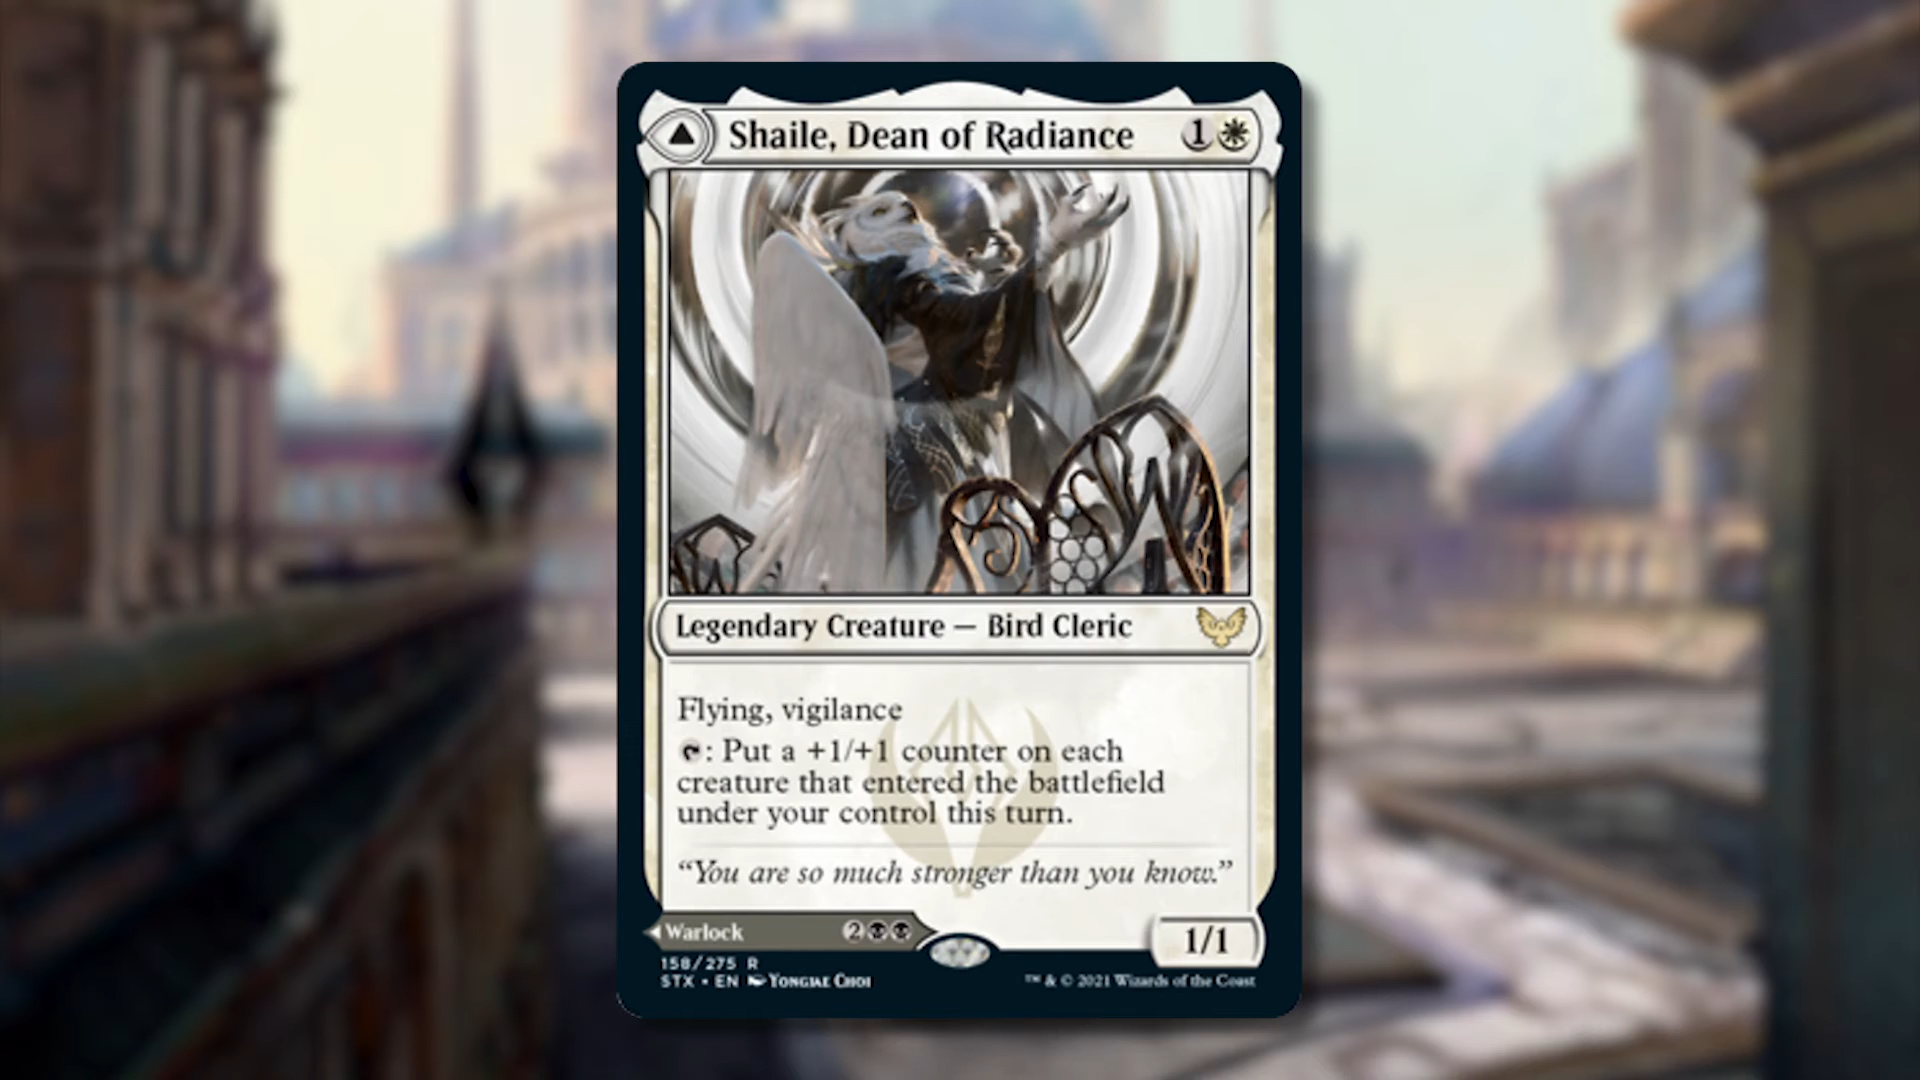 Shaile, Dean of Radiance 1
Legendary Creature — Bird Cleric
Flying, vigilance
: Put a +1/+1 counter on each
creature that entered the battlefield
under your control this turn.
“You are so much stronger than you know.”
Warlock 2
1/1
158/275 R
STX • EN Yongjae Choi
™ & © 2021 Wizards of the Coast